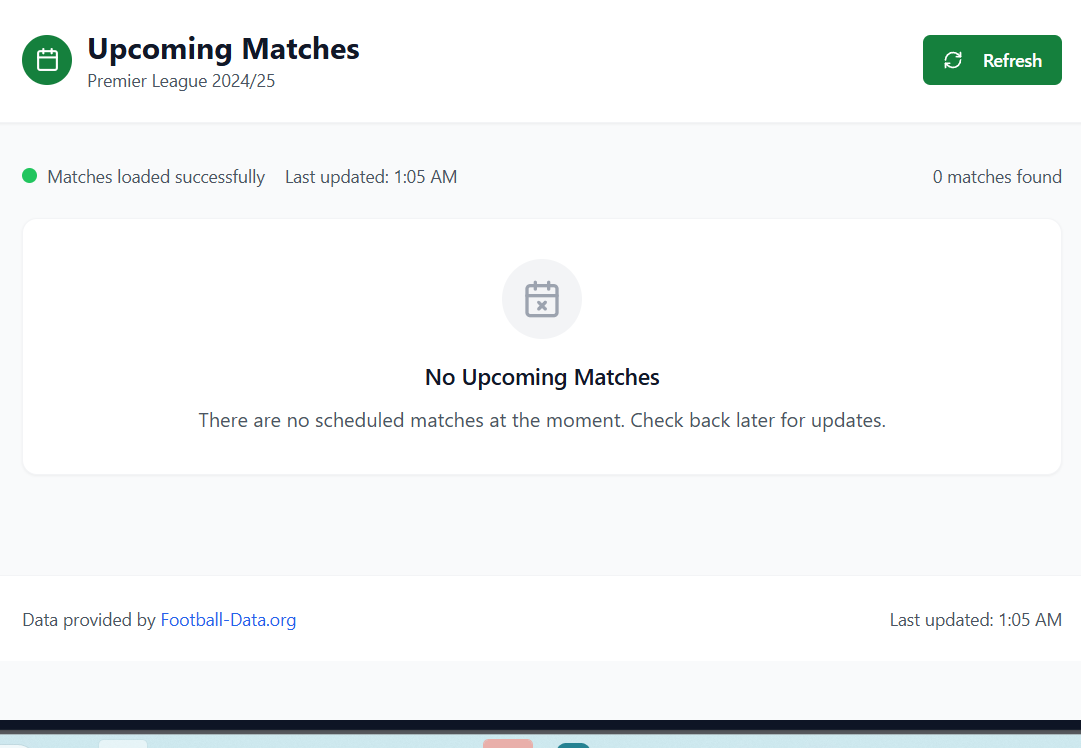 Upcoming Matches
Premier League 2024/25
Refresh
Matches loaded successfully Last updated: 1:05 AM
0 matches found
No Upcoming Matches
There are no scheduled matches at the moment. Check back later for updates.
Data provided by Football-Data.org
Last updated: 1:05 AM